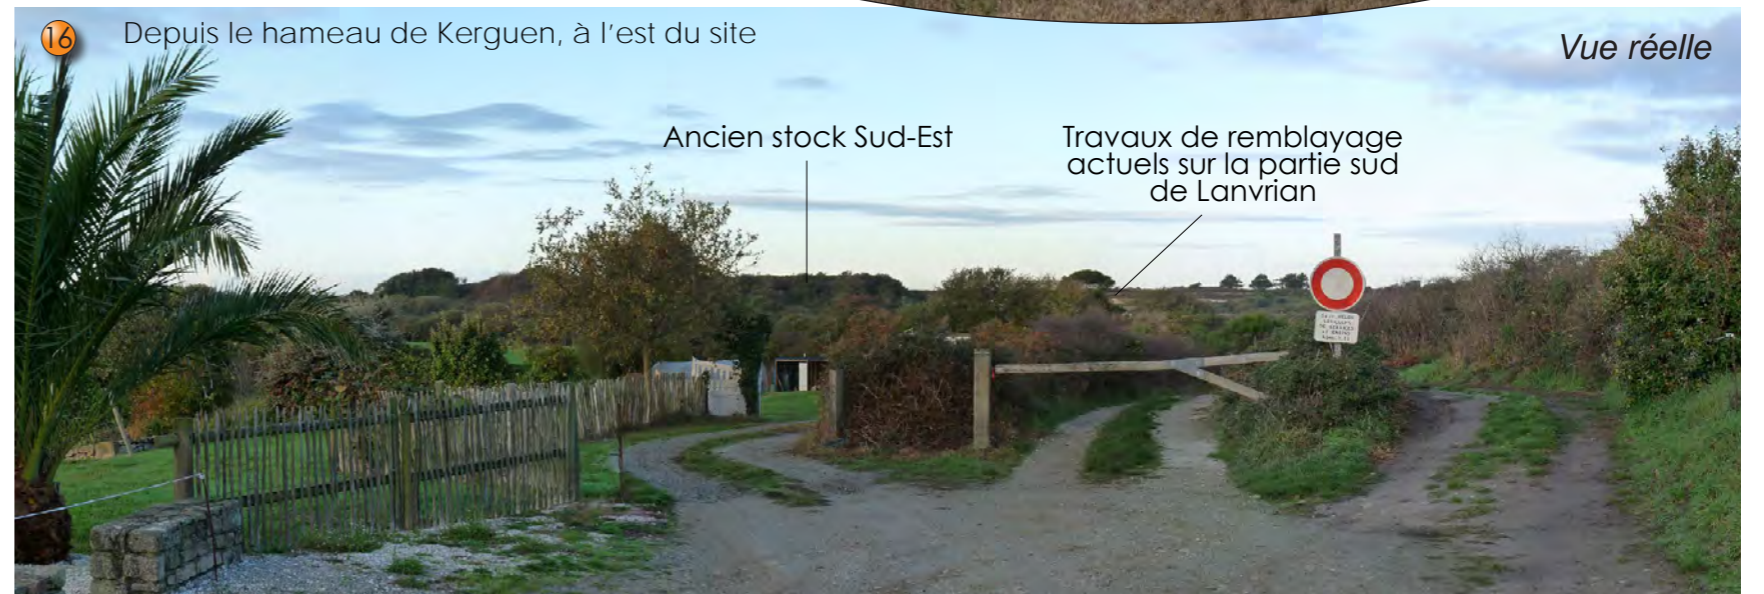 16
Depuis le hameau de Kerguen, à l'est du site
Vue réelle
Ancien stock Sud-Est
Travaux de remblayage
actuels sur la partie sud
de Lanvrian